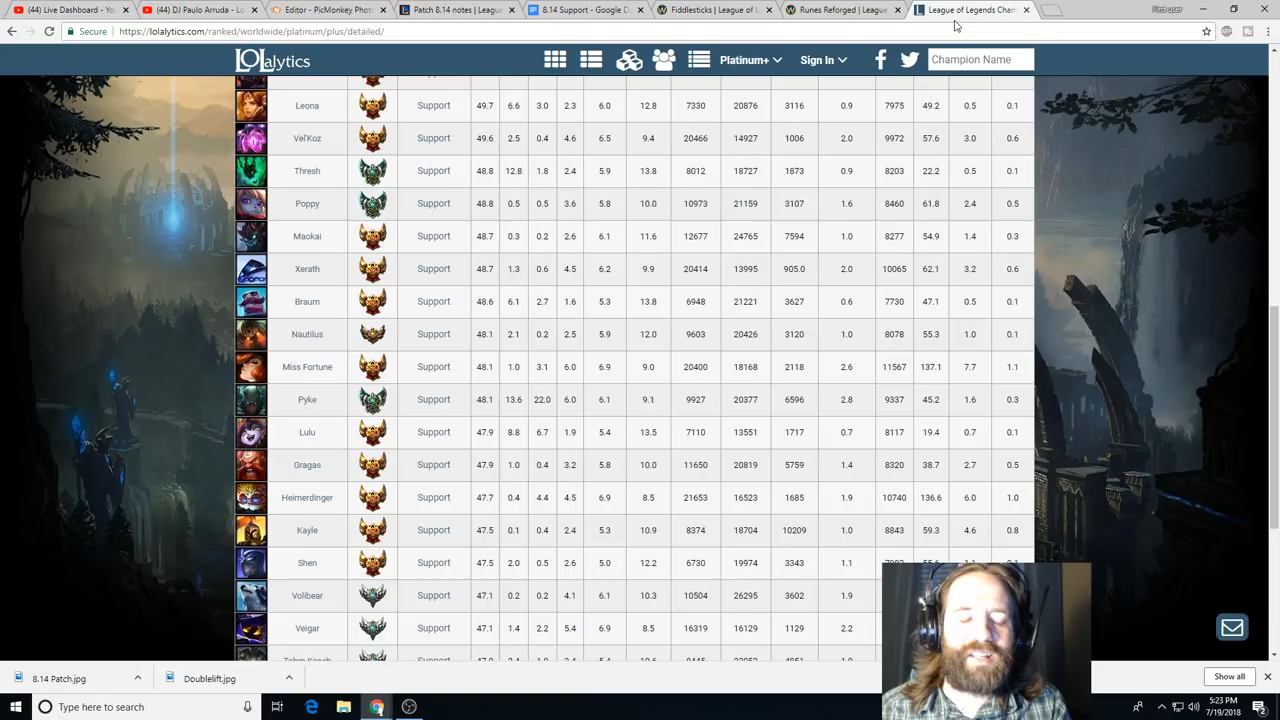 (44) Live Dashboard - Yo
(44) DJ Paulo Arruda - Lo
Editor - PicMonkey Phot
Patch 8.14 notes | League
8.14 Support - Google D
Fiddlesticks | League of L
Runes Reforged | League
League of Legends Cham
Secure https://lolalytics.com/ranked/worldwide/platinum/plus/detailed/
LOLalytics Platinum+ Sign In Champion Name
Leona Support 49.7 6.6 3.0 2.3 6.0 12.8 7330 20876 3116 0.9 7975 49.2 0.5 0.1
Vel'Koz Support 49.6 2.5 0.4 4.6 6.5 9.4 20466 14927 1006 2.0 9972 57.6 3.0 0.6
Thresh Support 48.8 12.8 1.8 2.4 5.9 13.8 8012 18727 1873 0.9 8203 22.2 0.5 0.1
Poppy Support 48.8 0.5 0.5 3.6 5.8 10.0 10973 21159 3107 1.6 8460 61.8 2.4 0.5
Maokai Support 48.7 1.3 0.2 2.6 6.1 11.6 12677 24765 7594 1.0 8277 54.9 1.4 0.3
Xerath Support 48.7 1.3 0.6 4.5 6.2 9.9 20414 13995 905.0 2.0 10065 62.1 3.2 0.6
Braum Support 48.6 6.1 2.7 1.6 5.3 13.8 6948 21221 3627 0.6 7730 47.1 0.5 0.1
Nautilus Support 48.1 1.1 0.2 2.5 5.9 12.0 9603 20426 3120 1.0 8078 55.3 1.0 0.1
Miss Fortune Support 48.1 1.0 3.1 6.0 6.9 9.0 20400 18168 2118 2.6 11567 137.1 7.7 1.1
Pyke Support 48.1 13.6 22.0 6.0 6.1 9.1 9927 20377 6596 2.8 9337 45.2 1.6 0.3
Lulu Support 47.9 8.8 6.7 1.9 5.4 7110 13551 0.7 8117 19.4 0.7 0.1
Gragas Support 47.9 1.0 0.4 3.2 5.8 10.0 11650 20819 5759 1.4 8320 38.7 2.7 0.5
Heimerdinger Support 47.7 0.4 4.4 4.5 6.9 8.5 21653 16523 1685 1.9 10740 136.6 6.0 1.0
Kayle Support 47.5 0.4 2.4 10.9 18704 10209 1.0 8843 59.3 4.6 0.8
Shen Support 47.5 2.0 0.5 2.6 5.0 12.2 6730 19974 3343 1.1
Volibear Support 47.1 0.2 0.2 4.1 6.1 10.3 10504 26295 3602 1.9
Veigar Support 47.1 1.4 2.2 5.4 6.9 8.5 16319 16129 1129 2.2
8.14 Patch.jpg
Doublelift.jpg
Show all
Type here to search
5:23 PM
7/19/2018
2